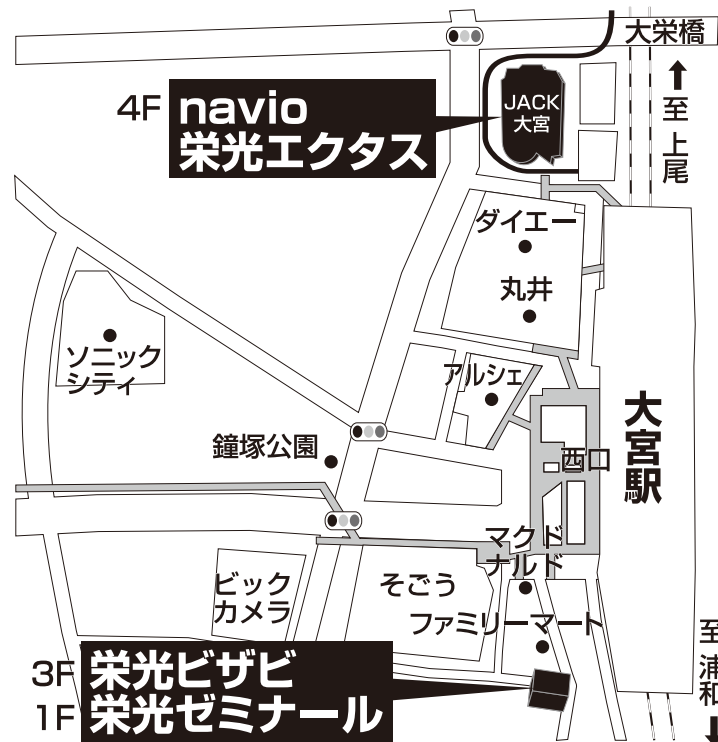 大栄橋
至 上尾
JACK
大宮
4F navio
栄光エクタス
ダイエー
丸井
ソニック
シティ
アルシェ
大宮駅
鐘塚公園
西口
マクド
ナルド
ビック
カメラ
そごう
ファミリーマート
至 浦和
3F 栄光ビザビ
1F 栄光ゼミナール